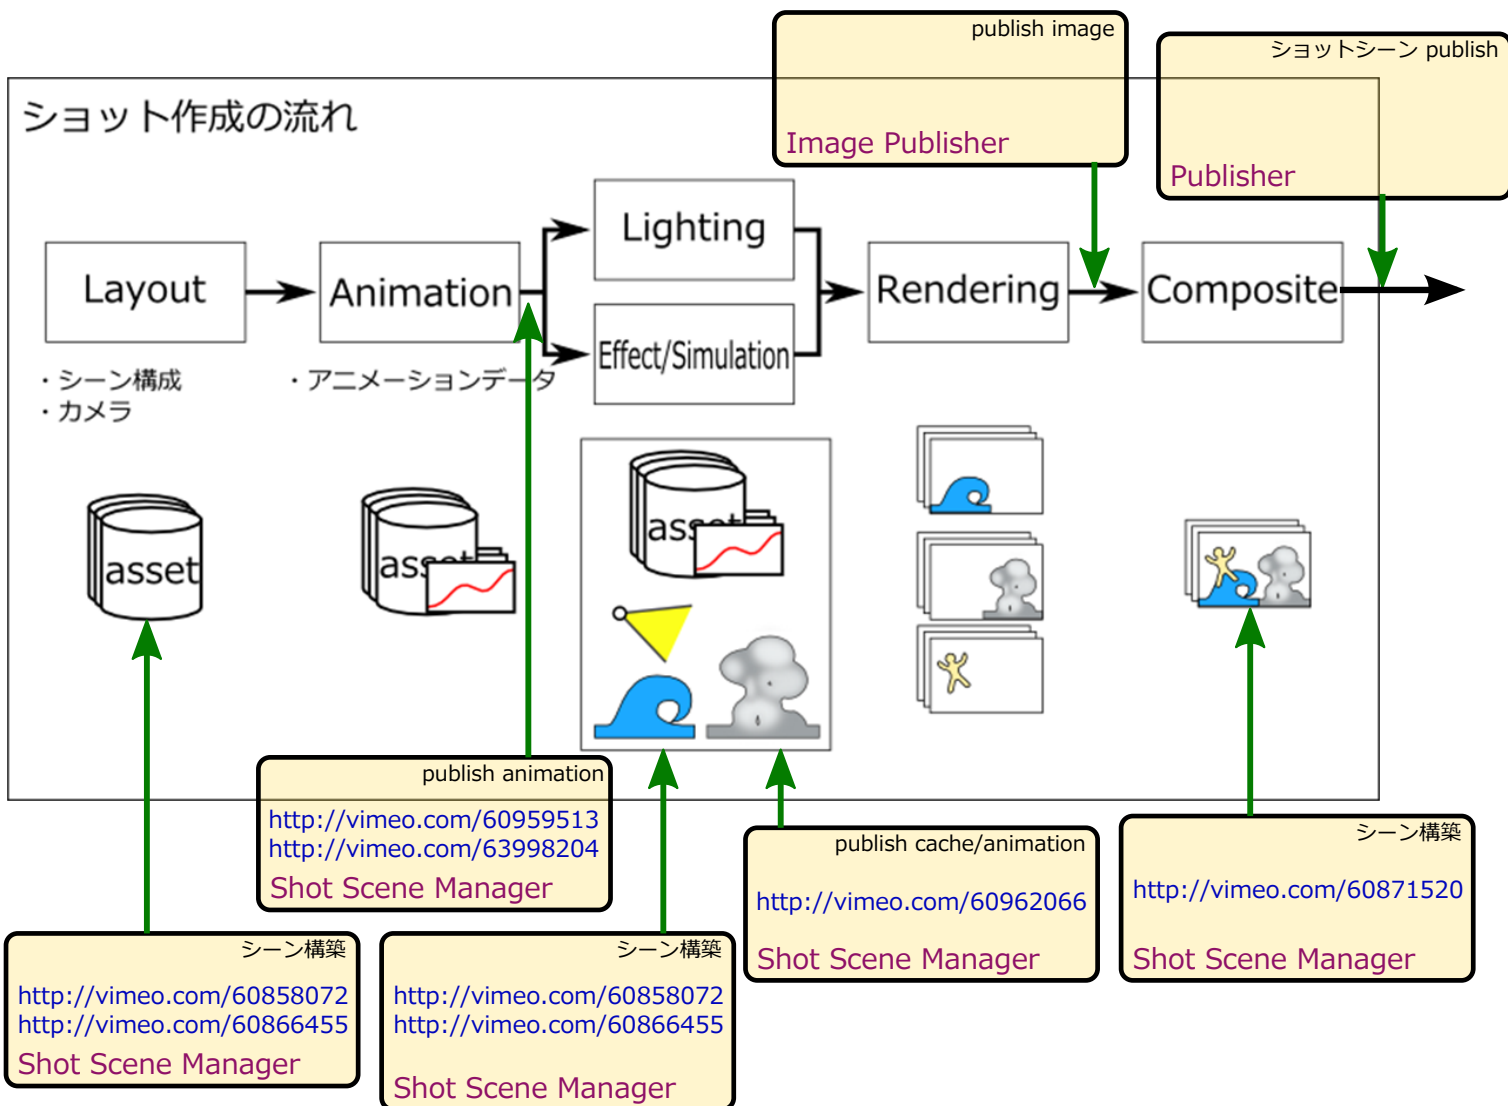 publish image
Image Publisher
ショットシーン publish
Publisher
ショット作成の流れ
Layout
Animation
Lighting
Effect/Simulation
Rendering
Composite
・シーン構成
・カメラ
・アニメーションデータ
asset
asset
asset
publish animation
http://vimeo.com/60959513
http://vimeo.com/63998204
Shot Scene Manager
publish cache/animation
http://vimeo.com/60962066
Shot Scene Manager
シーン構築
http://vimeo.com/60871520
Shot Scene Manager
シーン構築
http://vimeo.com/60858072
http://vimeo.com/60866455
Shot Scene Manager
シーン構築
http://vimeo.com/60858072
http://vimeo.com/60866455
Shot Scene Manager